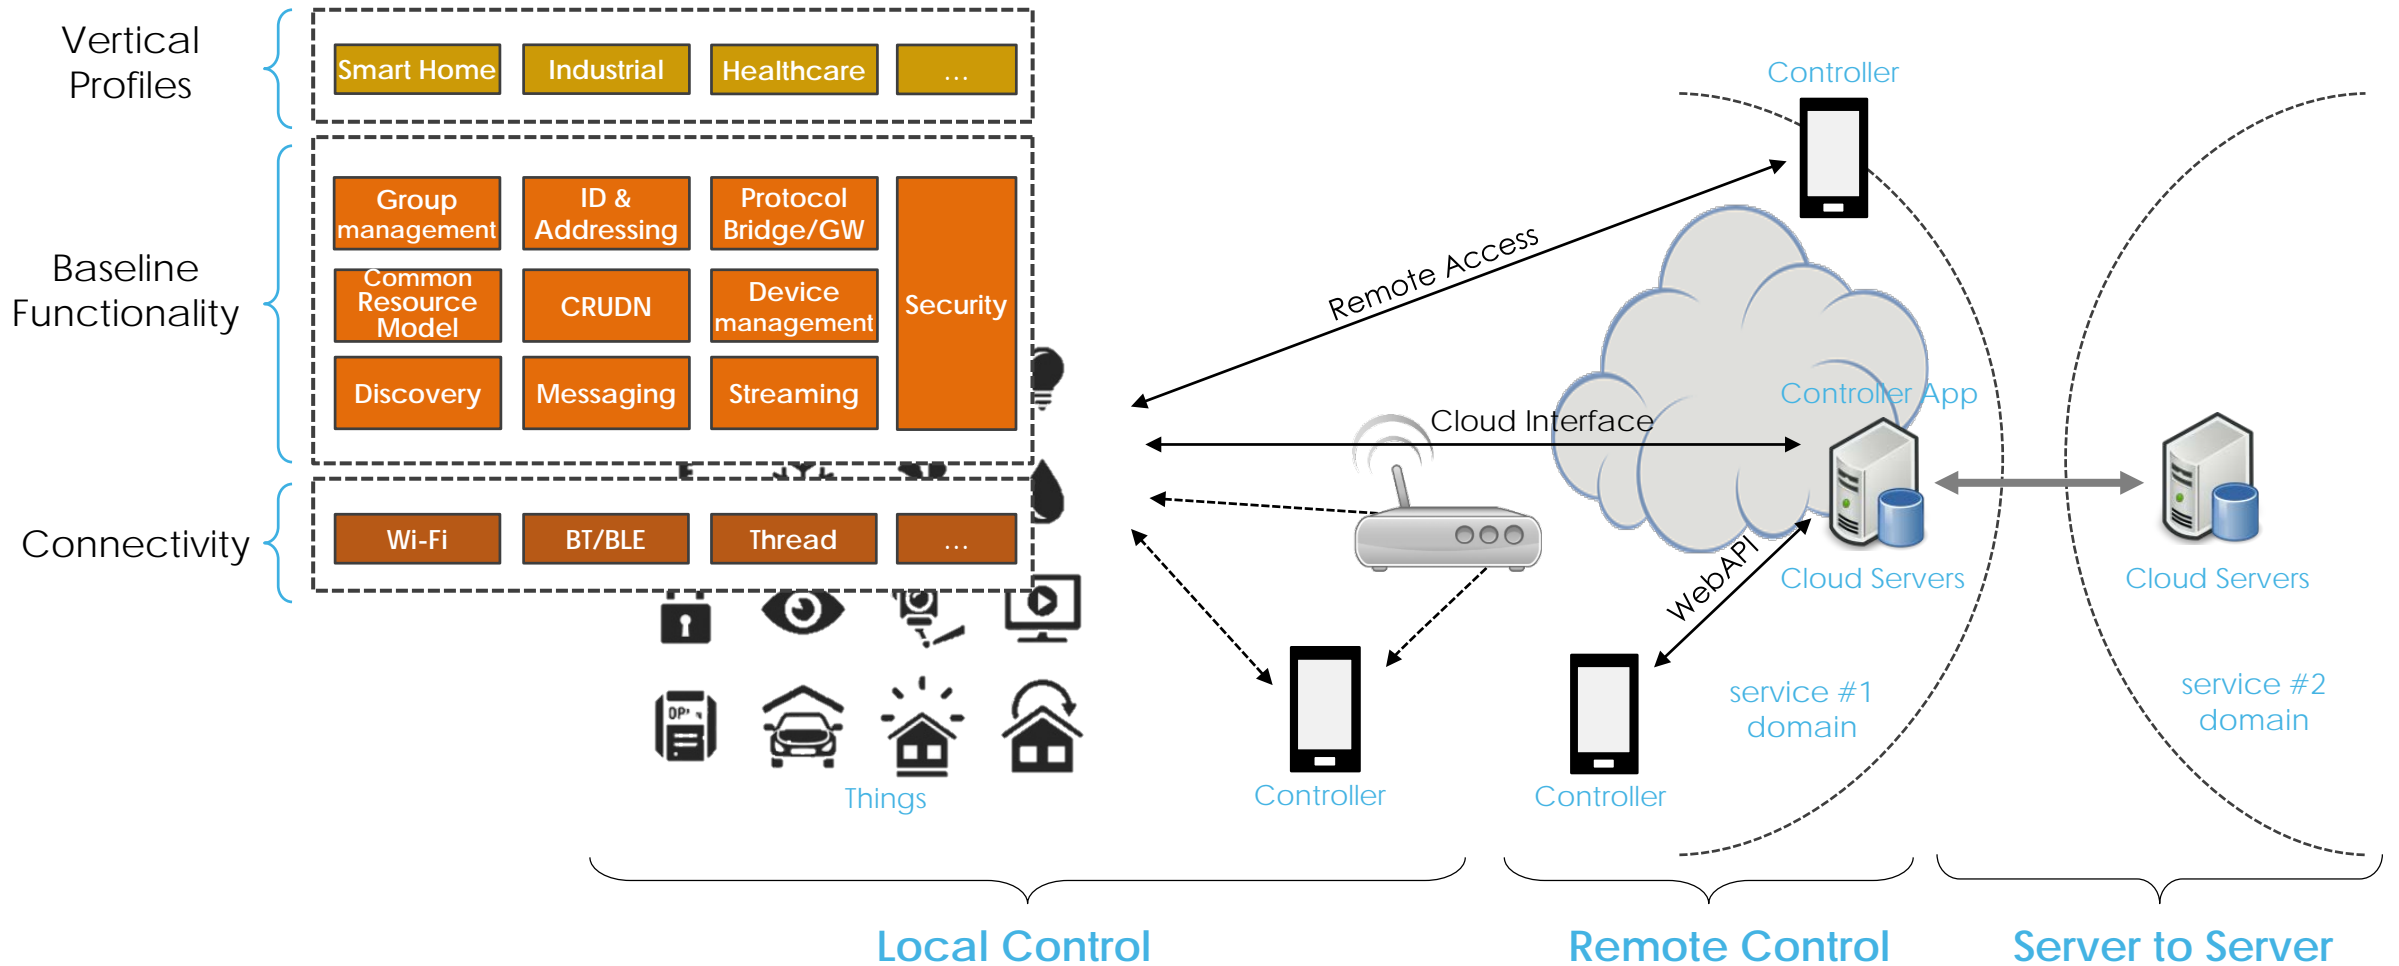 Vertical
Profiles
Smart Home
Industrial
Healthcare
...
Baseline
Functionality
Group
management
ID &
Addressing
Protocol
Bridge/GW
Common
Resource
Model
CRUDN
Device
management
Security
Discovery
Messaging
Streaming
Connectivity
Wi-Fi
BT/BLE
Thread
...
Things
Controller
Remote Access
Cloud Interface
Controller App
WebAPI
Cloud Servers
Cloud Servers
Controller
Controller
service #1
domain
service #2
domain
Local Control
Remote Control
Server to Server